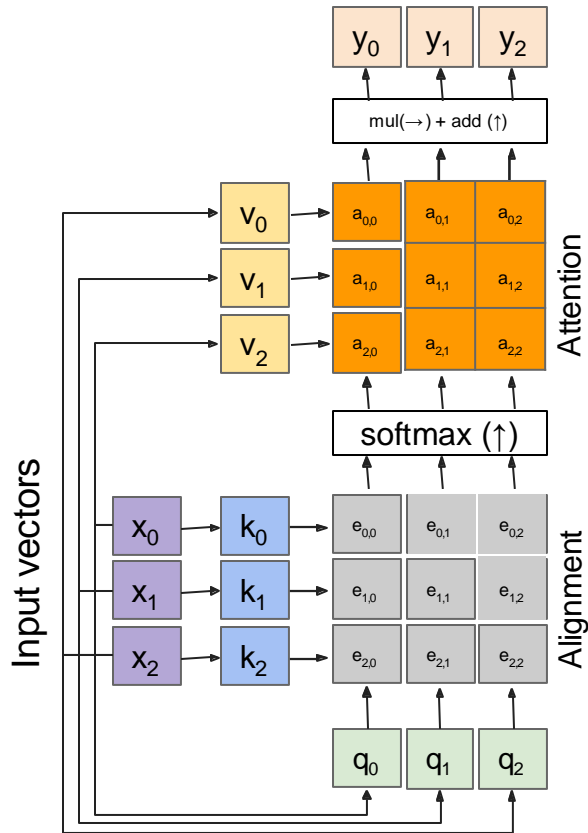 y0 y1 y2
mul(→) + add (↑)
v0 a0,0 a0,1 a0,2
v1 a1,0 a1,1 a1,2
v2 a2,0 a2,1 a2,2
Attention
softmax (↑)
Input vectors
x0 k0 e0,0 e0,1 e0,2
x1 k1 e1,0 e1,1 e1,2
x2 k2 e2,0 e2,1 e2,2
Alignment
q0 q1 q2